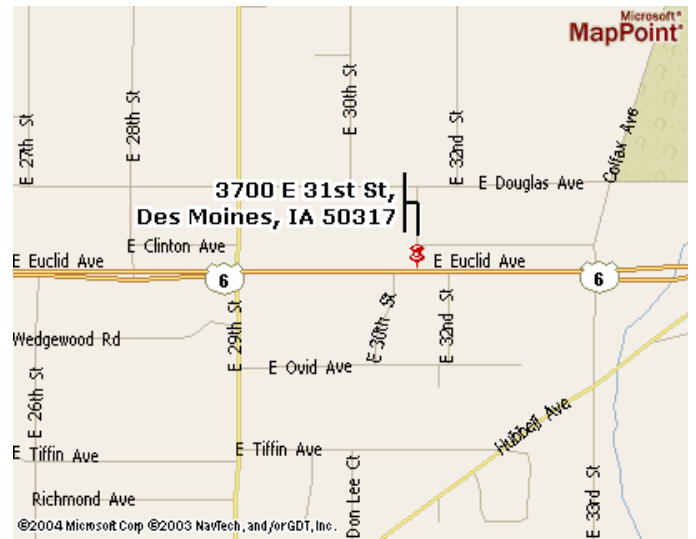 Microsoft®
MapPoint®
E 27th St
E 28th St
E 30th St
E 32nd St
Colfax Ave
3700 E 31st St,
Des Moines, IA 50317
E Douglas Ave
E Clinton Ave
E Euclid Ave
E Euclid Ave
6
6
E 29th St
E 30th St
E 32nd St
Wedgewood Rd
E Ovid Ave
E 26th St
Hubbell Ave
E Tiffin Ave
E Tiffin Ave
Don Lee Ct
E 33rd St
Richmond Ave
©2004 Microsoft Corp ©2003 NavTech, and/or GDT, Inc.